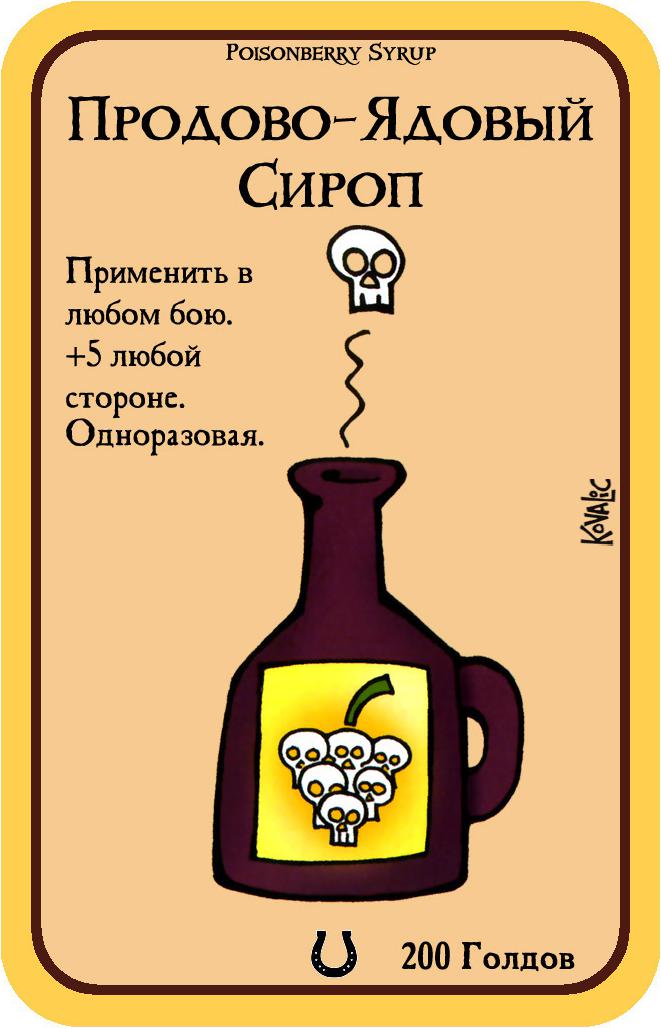 Poisonberry Syrup
Продово-Ядовый
Сироп
Применить в
любом бою.
+5 любой
стороне.
Одноразовая.
Kovalic
200 Голдов